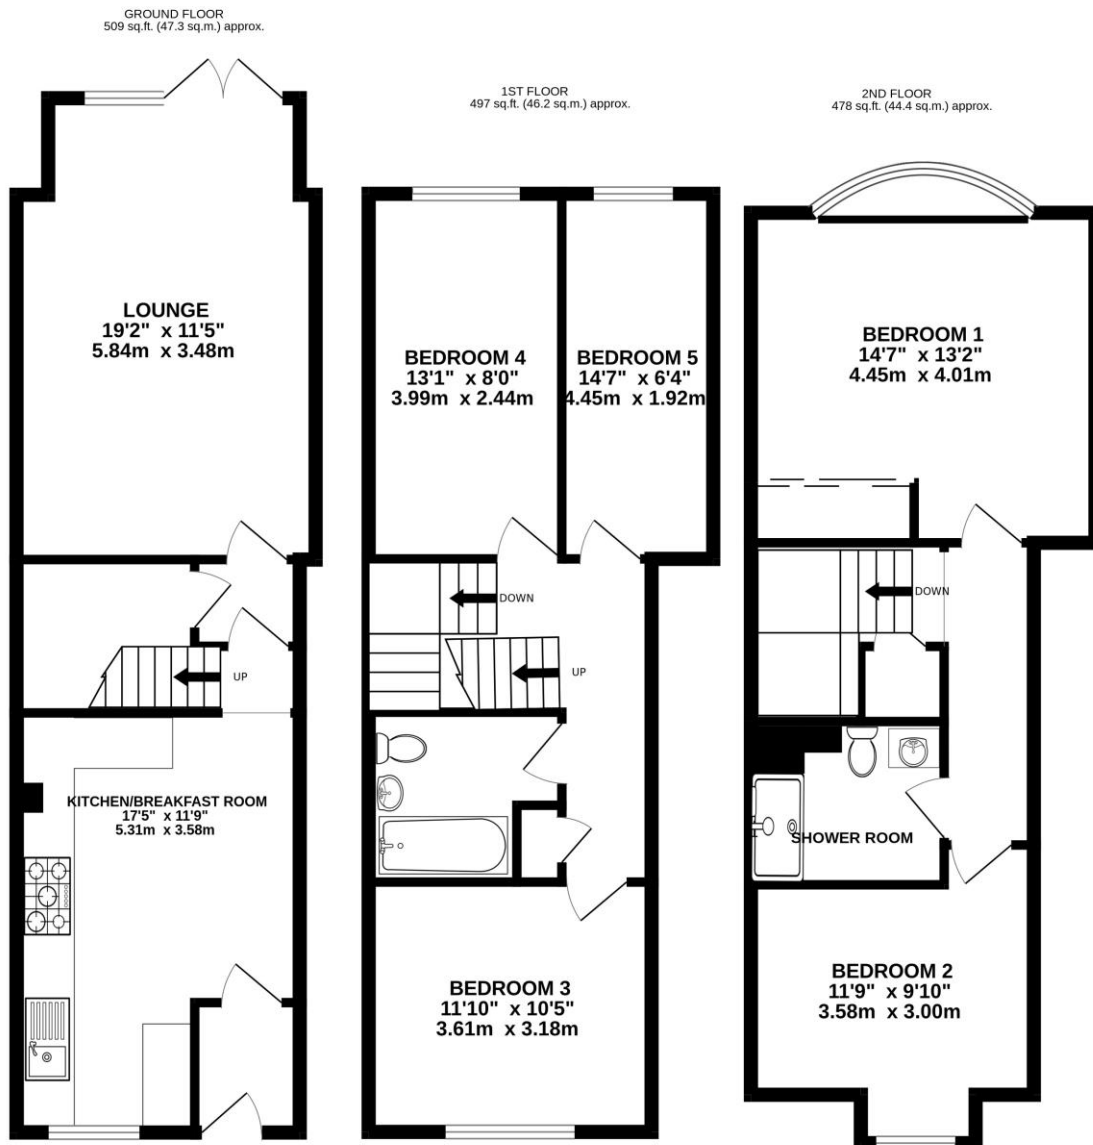 GROUND FLOOR
509 sq.ft. (47.3 sq.m.) approx.
LOUNGE
19'2" x 11'5"
5.84m x 3.48m
UP
KITCHEN/BREAKFAST ROOM
17'5" x 11'9"
5.31m x 3.58m
1ST FLOOR
497 sq.ft. (46.2 sq.m.) approx.
BEDROOM 4
13'1" x 8'0"
3.99m x 2.44m
BEDROOM 5
14'7" x 6'4"
4.45m x 1.92m
DOWN
UP
BEDROOM 3
11'10" x 10'5"
3.61m x 3.18m
2ND FLOOR
478 sq.ft. (44.4 sq.m.) approx.
BEDROOM 1
14'7" x 13'2"
4.45m x 4.01m
DOWN
SHOWER ROOM
BEDROOM 2
11'9" x 9'10"
3.58m x 3.00m